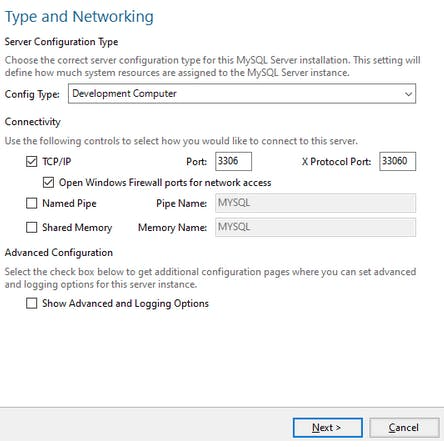 Type and Networking
Server Configuration Type
Choose the correct server configuration type for this MySQL Server installation. This setting will
define how much system resources are assigned to the MySQL Server instance.
Config Type: Development Computer
Connectivity
Use the following controls to select how you would like to connect to this server.
TCP/IP Port: 3306 X Protocol Port: 33060
Open Windows Firewall ports for network access
Named Pipe Pipe Name: MYSQL
Shared Memory Memory Name: MYSQL
Advanced Configuration
Select the check box below to get additional configuration pages where you can set advanced
and logging options for this server instance.
Show Advanced and Logging Options
Next > Cancel